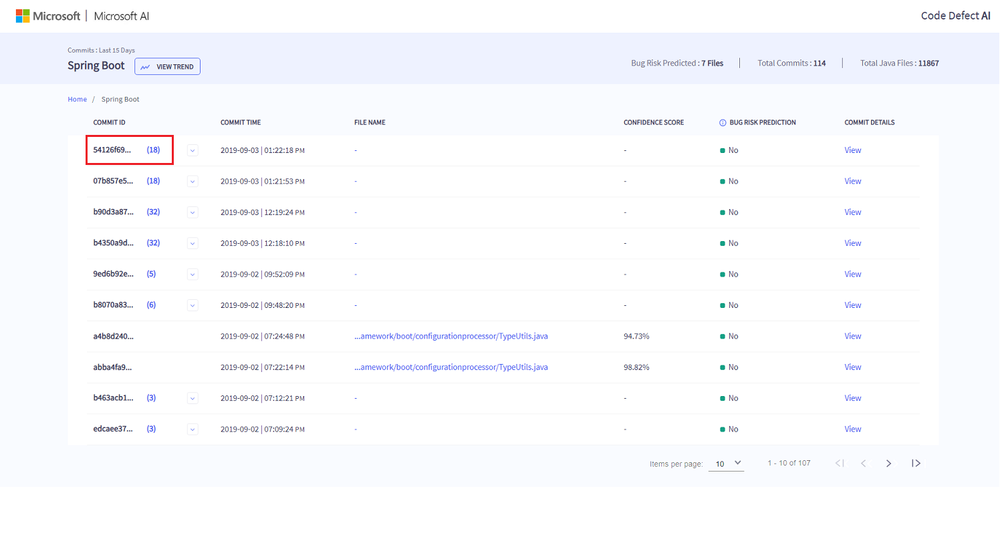 Microsoft | Microsoft AI
Code Defect AI
Commits : Last 15 Days
Spring Boot
VIEW TREND
Bug Risk Predicted : 7 Files | Total Commits : 114 | Total Java Files : 11867
Home / Spring Boot
COMMIT ID COMMIT TIME FILE NAME CONFIDENCE SCORE BUG RISK PREDICTION COMMIT DETAILS
54126f69... (18) 2019-09-03 | 01:22:18 PM - - No View
07b857e5... (18) 2019-09-03 | 01:21:53 PM - - No View
b90d3a87... (32) 2019-09-03 | 12:19:24 PM - - No View
b4350a9d... (32) 2019-09-03 | 12:18:10 PM - - No View
9ed6b92e... (5) 2019-09-02 | 09:52:09 PM - - No View
b8070a83... (6) 2019-09-02 | 09:48:20 PM - - No View
a4b8d240... 2019-09-02 | 07:24:48 PM ...amework/boot/configurationprocessor/TypeUtils.java 94.73% No View
abba4fa9... 2019-09-02 | 07:22:14 PM ...amework/boot/configurationprocessor/TypeUtils.java 98.82% No View
b463acb1... (3) 2019-09-02 | 07:12:21 PM - - No View
edcaee37... (3) 2019-09-02 | 07:09:24 PM - - No View
Items per page: 10 1 - 10 of 107